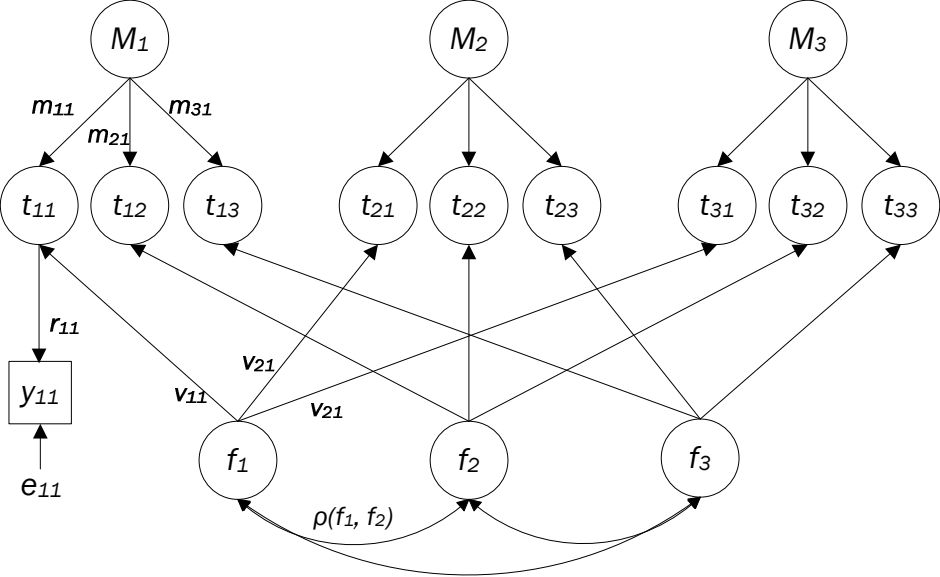 M₁ M₂ M₃
m₁₁ m₃₁
m₂₁
t₁₁ t₁₂ t₁₃ t₂₁ t₂₂ t₂₃ t₃₁ t₃₂ t₃₃
r₁₁
v₂₁
y₁₁ v₁₁ v₂₁
f₁ f₂ f₃
e₁₁
ρ(f₁, f₂)